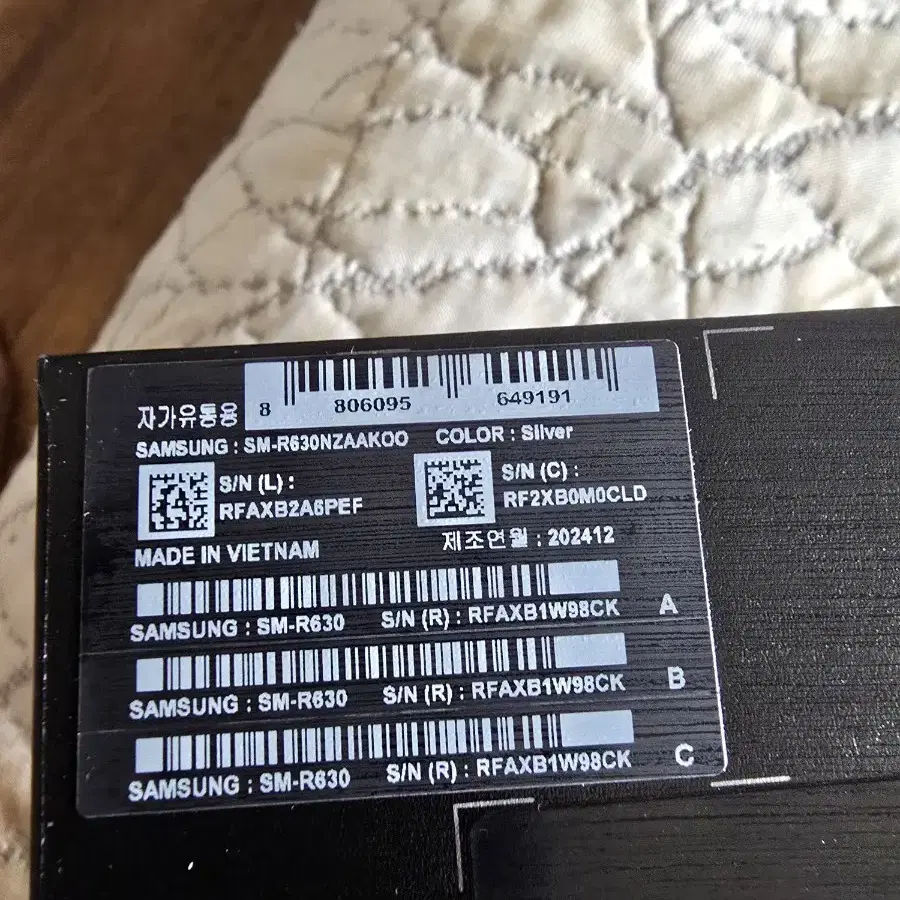 8 806095 649191
자가유통용
SAMSUNG : SM-R630NZAAKOO COLOR : Silver
S/N (L) :
RFAXB2A6PEF
S/N (C) :
RF2XB0M0CLD
MADE IN VIETNAM
제조연월 : 202412
SAMSUNG : SM-R630 S/N (R) : RFAXB1W98CK A
SAMSUNG : SM-R630 S/N (R) : RFAXB1W98CK B
SAMSUNG : SM-R630 S/N (R) : RFAXB1W98CK C